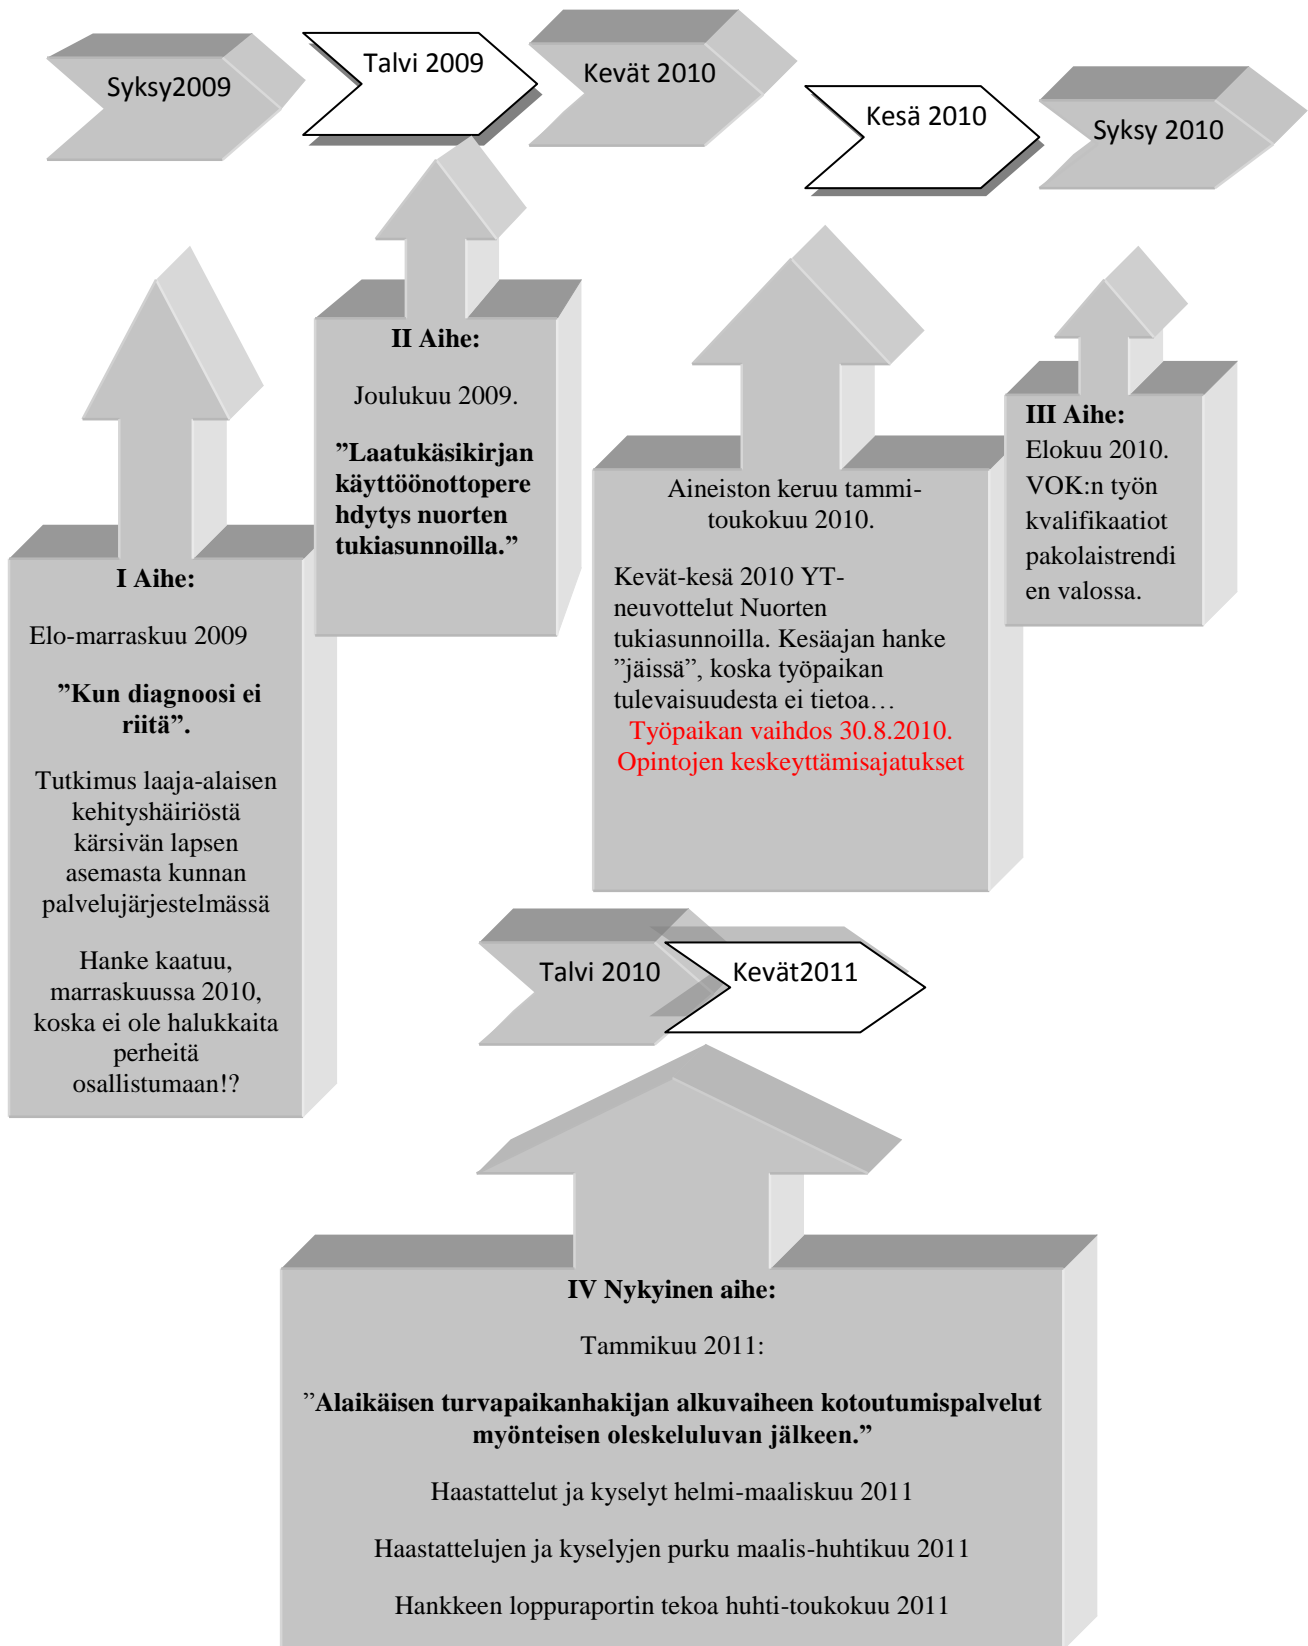 Syksy2009
Talvi 2009
Kevät 2010
Kesä 2010
Syksy 2010
I Aihe:
Elo-marraskuu 2009
”Kun diagnoosi ei
riitä”.
Tutkimus laaja-alaisen
kehityshäiriöstä
kärsivän lapsen
asemasta kunnan
palvelujärjestelmässä
Hanke kaatuu,
marraskuussa 2010,
koska ei ole halukkaita
perheitä
osallistumaan!?
II Aihe:
Joulukuu 2009.
”Laatukäsikirjan
käyttöönottopere
hdytys nuorten
tukiasunnoilla.”
Aineiston keruu tammi-
toukokuu 2010.
Kevät-kesä 2010 YT-
neuvottelut Nuorten
tukiasunnoilla. Kesäajan hanke
”jäissä”, koska työpaikan
tulevaisuudesta ei tietoa…
Työpaikan vaihdos 30.8.2010.
Opintojen keskeyttämisajatukset
III Aihe:
Elokuu 2010.
VOK:n työn
kvalifikaatiot
pakolaistrendi
en valossa.
Talvi 2010
Kevät2011
IV Nykyinen aihe:
Tammikuu 2011:
”Alaikäisen turvapaikanhakijan alkuvaiheen kotoutumispalvelut
myönteisen oleskeluluvan jälkeen.”
Haastattelut ja kyselyt helmi-maaliskuu 2011
Haastattelujen ja kyselyjen purku maalis-huhtikuu 2011
Hankkeen loppuraportin tekoa huhti-toukokuu 2011